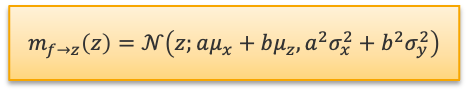 m_{f→z}(z) = 𝒩(z; aμ_x + bμ_z, a²σ_x² + b²σ_y²)